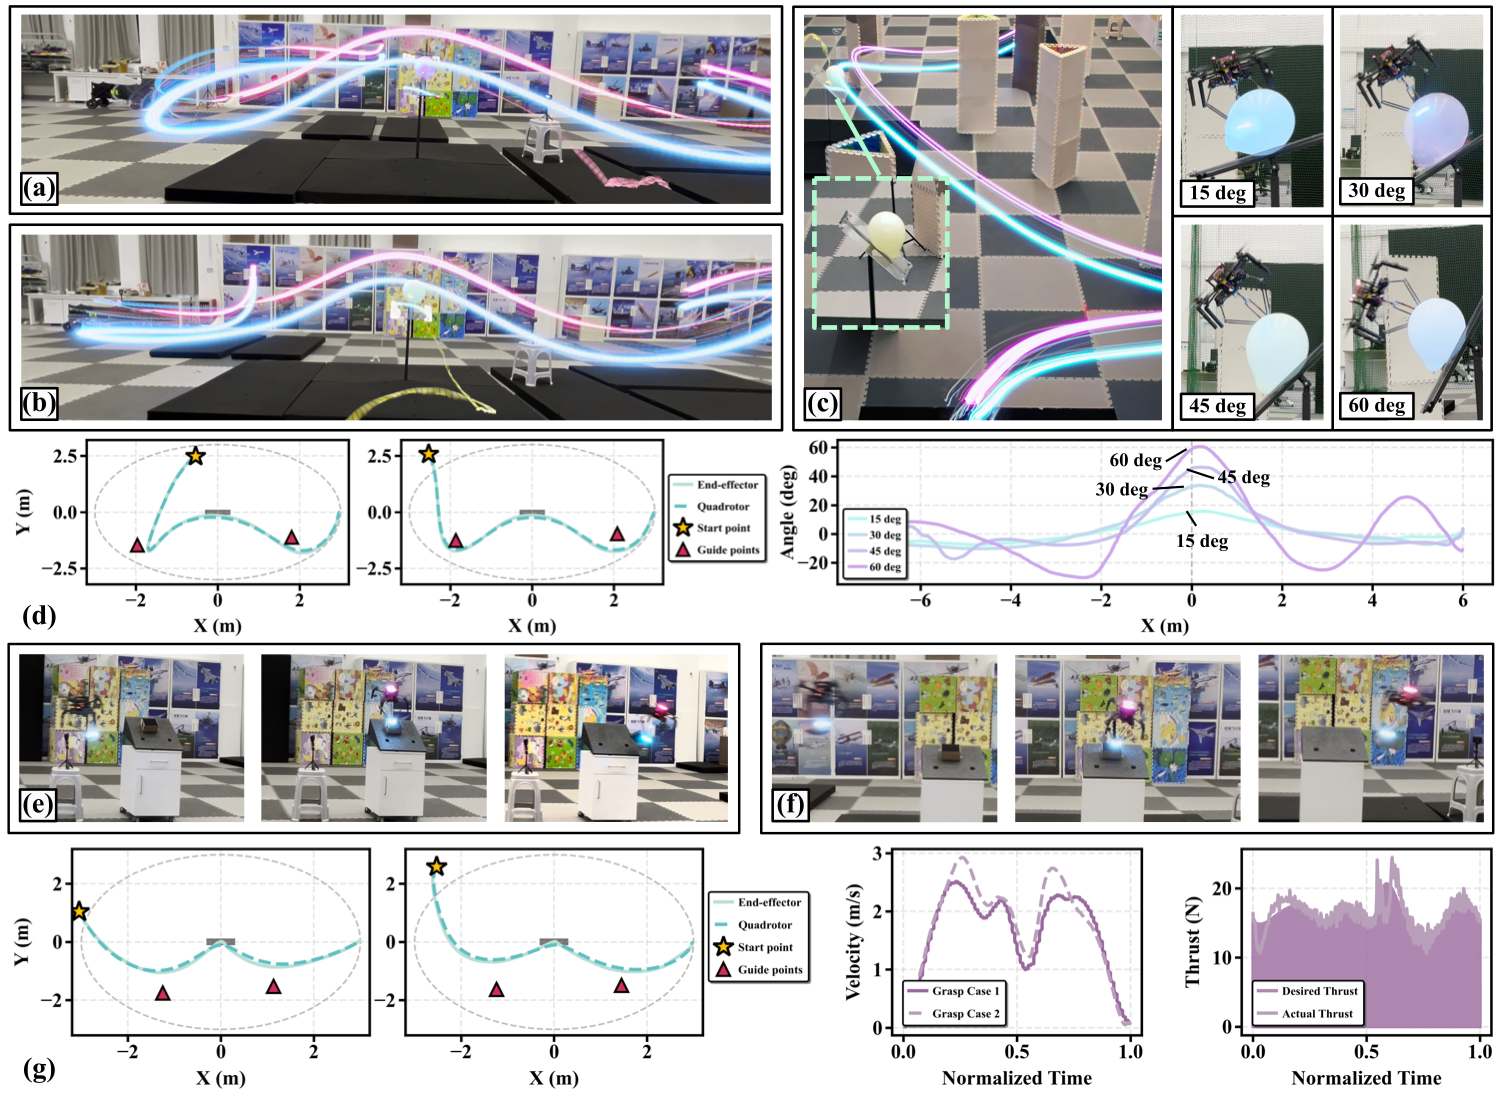 (a)
(b)
(c)
15 deg
30 deg
45 deg
60 deg
2.5
0.0
−2.5
Y (m)
−2
0
2
X (m)
2.5
0.0
−2.5
−2
0
2
X (m)
End-effector
Quadrotor
Start point
Guide points
(d)
60
40
20
0
−20
Angle (deg)
60 deg
45 deg
30 deg
15 deg
15 deg
30 deg
45 deg
60 deg
−6
−4
−2
0
2
4
6
X (m)
(e)
(f)
2
0
−2
Y (m)
−2
0
2
X (m)
2
0
−2
−2
0
2
X (m)
End-effector
Quadrotor
Start point
Guide points
(g)
3
2
1
0
Velocity (m/s)
Grasp Case 1
Grasp Case 2
0.0
0.5
1.0
Normalized Time
20
10
0
Thrust (N)
Desired Thrust
Actual Thrust
0.0
0.5
1.0
Normalized Time